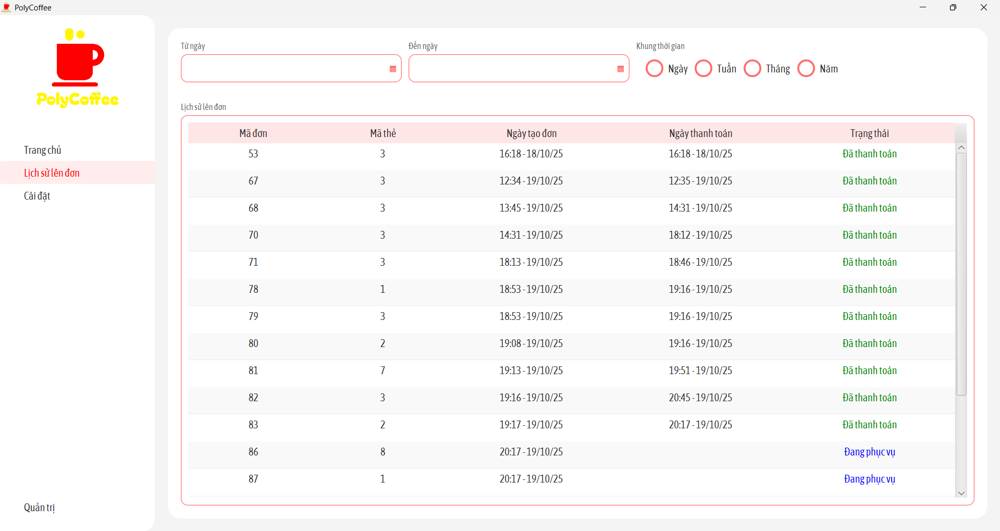 PolyCoffee
PolyCoffee
Trang chủ
Lịch sử lên đơn
Cài đặt
Quản trị
Từ ngày
Đến ngày
Khung thời gian
Ngày Tuần Tháng Năm
Lịch sử lên đơn
Mã đơn Mã thẻ Ngày tạo đơn Ngày thanh toán Trạng thái
53 3 16:18 - 18/10/25 16:18 - 18/10/25 Đã thanh toán
67 3 12:34 - 19/10/25 12:35 - 19/10/25 Đã thanh toán
68 3 13:45 - 19/10/25 14:31 - 19/10/25 Đã thanh toán
70 3 14:31 - 19/10/25 18:12 - 19/10/25 Đã thanh toán
71 3 18:13 - 19/10/25 18:46 - 19/10/25 Đã thanh toán
78 1 18:53 - 19/10/25 19:16 - 19/10/25 Đã thanh toán
79 3 18:53 - 19/10/25 19:16 - 19/10/25 Đã thanh toán
80 2 19:08 - 19/10/25 19:16 - 19/10/25 Đã thanh toán
81 7 19:13 - 19/10/25 19:51 - 19/10/25 Đã thanh toán
82 3 19:16 - 19/10/25 20:45 - 19/10/25 Đã thanh toán
83 2 19:17 - 19/10/25 20:17 - 19/10/25 Đã thanh toán
86 8 20:17 - 19/10/25 Đang phục vụ
87 1 20:17 - 19/10/25 Đang phục vụ